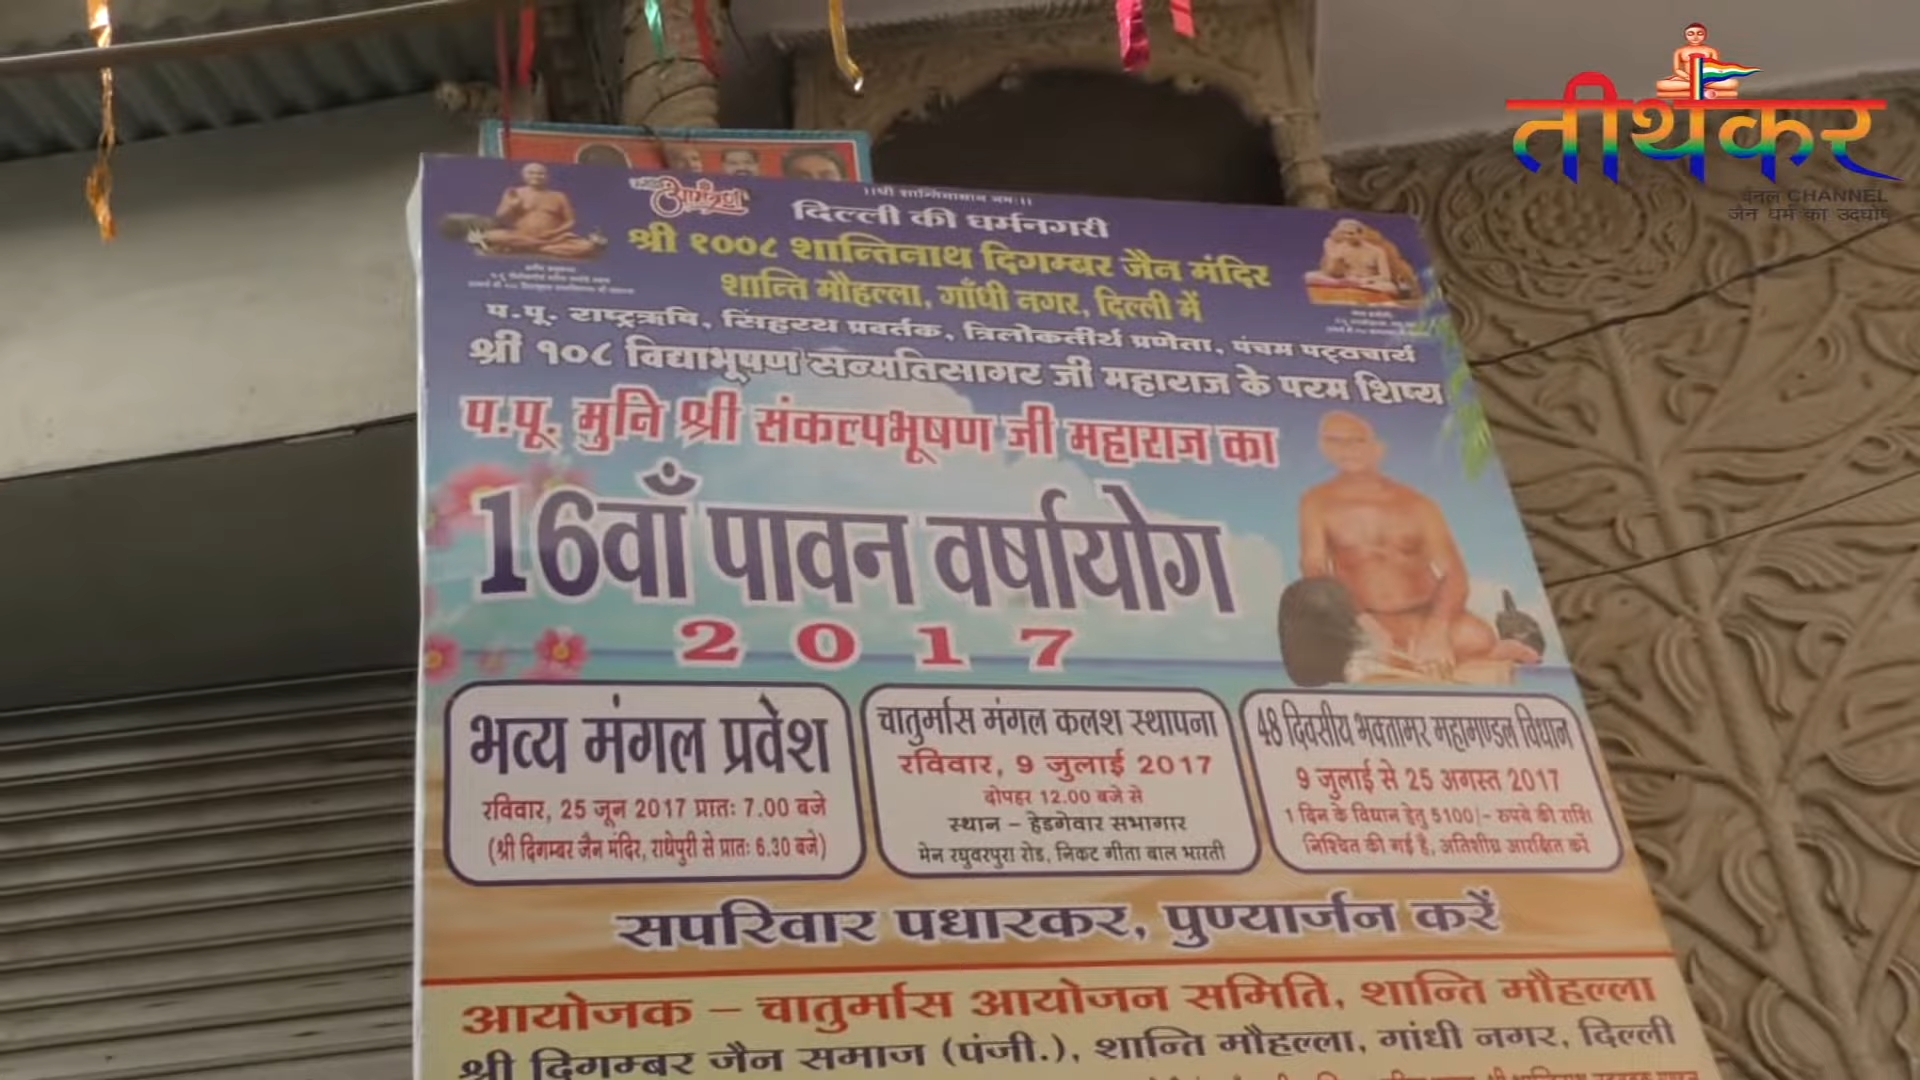 तीर्थंकर
चैनल CHANNEL
जैन धर्म का उदघोष
।।श्री शान्तिनाथाय नमः।।
आमंत्रण
दिल्ली की धर्मनगरी
श्री १००८ शान्तिनाथ दिगम्बर जैन मंदिर
शान्ति मौहल्ला, गाँधी नगर, दिल्ली में
प.पू. राष्ट्रऋषि, सिंहरथ प्रवर्तक, त्रिलोकतीर्थ प्रणेता, पंचम पट्ठाचार्य
श्री १०८ विद्याभूषण सन्मतिसागर जी महाराज के परम शिष्य
प.पू. मुनि श्री संकल्पभूषण जी महाराज का
16वाँ पावन वर्षायोग
2017
भव्य मंगल प्रवेश
रविवार, 25 जून 2017 प्रातः 7.00 बजे
(श्री दिगम्बर जैन मंदिर, राधेपुरी से प्रातः 6.30 बजे)
चातुर्मास मंगल कलश स्थापना
रविवार, 9 जुलाई 2017
दोपहर 12.00 बजे से
स्थान – हेडगेवार सभागार
मेन रघुवरपुरा रोड, निकट गीता बाल भारती
48 दिवसीय भक्तामर महामण्डल विधान
9 जुलाई से 25 अगस्त 2017
1 दिन के विधान हेतु 5100/- रुपये की राशि
निश्चित की गई है, अतिशीघ्र आरक्षित करें
सपरिवार पधारकर, पुण्यार्जन करें
आयोजक – चातुर्मास आयोजन समिति, शान्ति मौहल्ला
श्री दिगम्बर जैन समाज (पंजी.), शान्ति मौहल्ला, गांधी नगर, दिल्ली